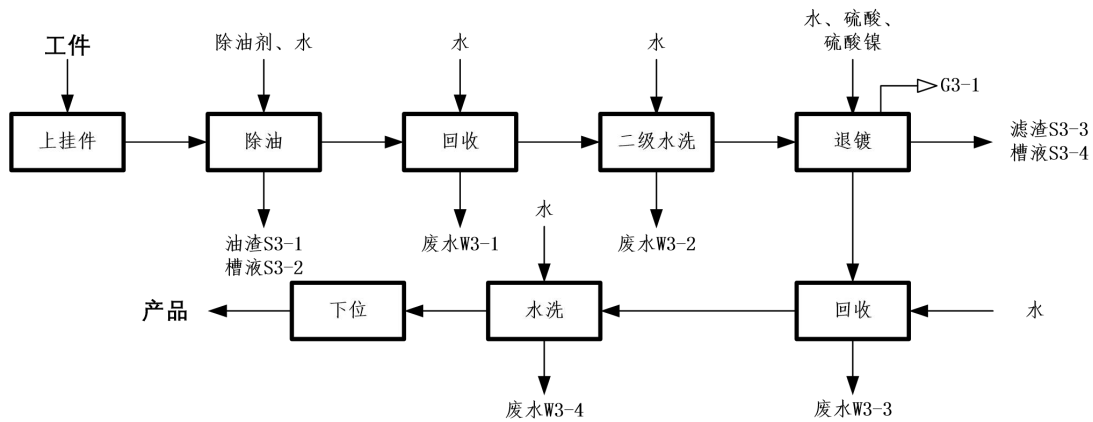 工件
除油剂、水
水
水
水、硫酸、
硫酸镍
G3-1
上挂件
除油
回收
二级水洗
退镀
滤渣S3-3
槽液S3-4
油渣S3-1
槽液S3-2
废水W3-1
水
废水W3-2
产品
下位
水洗
回收
水
废水W3-4
废水W3-3